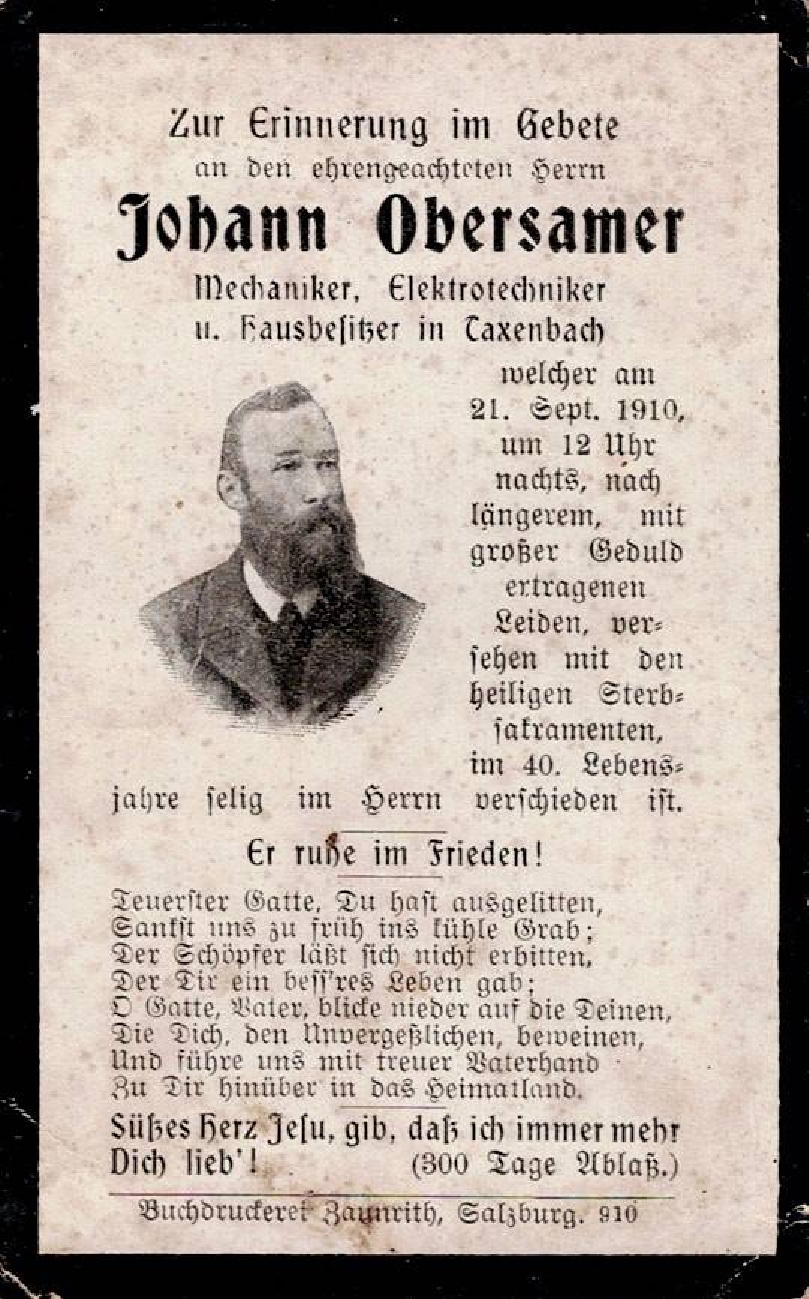 Zur Erinnerung im Gebete
an den ehrengeachteten Herrn
Johann Obersamer
Mechaniker, Elektrotechniker
u. Hausbesitzer in Taxenbach
welcher am
21. Sept. 1910,
um 12 Uhr
nachts, nach
längerem, mit
großer Geduld
ertragenen
Leiden, ver-
sehen mit den
heiligen Sterb-
sakramenten,
im 40. Lebens-
jahre selig im Herrn verschieden ist.
Er ruhe im Frieden!
Teuerster Gatte, Du hast ausgelitten,
Sankst uns zu früh ins kühle Grab;
Der Schöpfer läßt sich nicht erbitten,
Der Dir ein bess'res Leben gab;
O Gatte, Vater, blicke nieder auf die Deinen,
Die Dich, den Unvergeßlichen, beweinen,
Und führe uns mit treuer Vaterhand
Zu Dir hinüber in das Heimatland.
Süßes Herz Jesu, gib, daß ich immer mehr
Dich lieb'! (300 Tage Ablaß.)
Buchdruckerei Zaunrith, Salzburg. 910